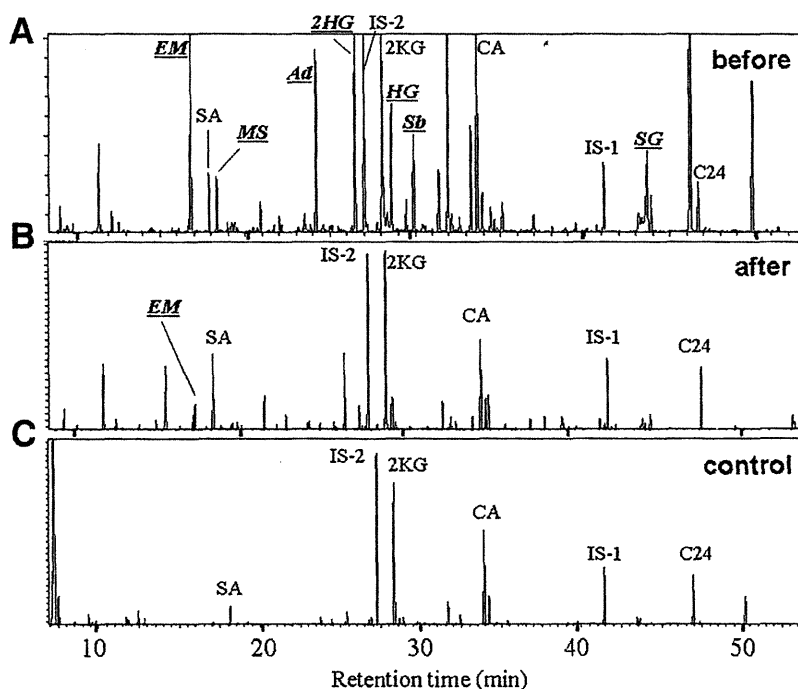 A
EM
SA
MS
Ad
2HG
IS-2
2KG
HG
Sb
CA
before
IS-1
SG
C24
B
EM
SA
IS-2
2KG
CA
after
IS-1
C24
C
SA
IS-2
2KG
CA
control
IS-1
C24
10 20 30 40 50
Retention time (min)